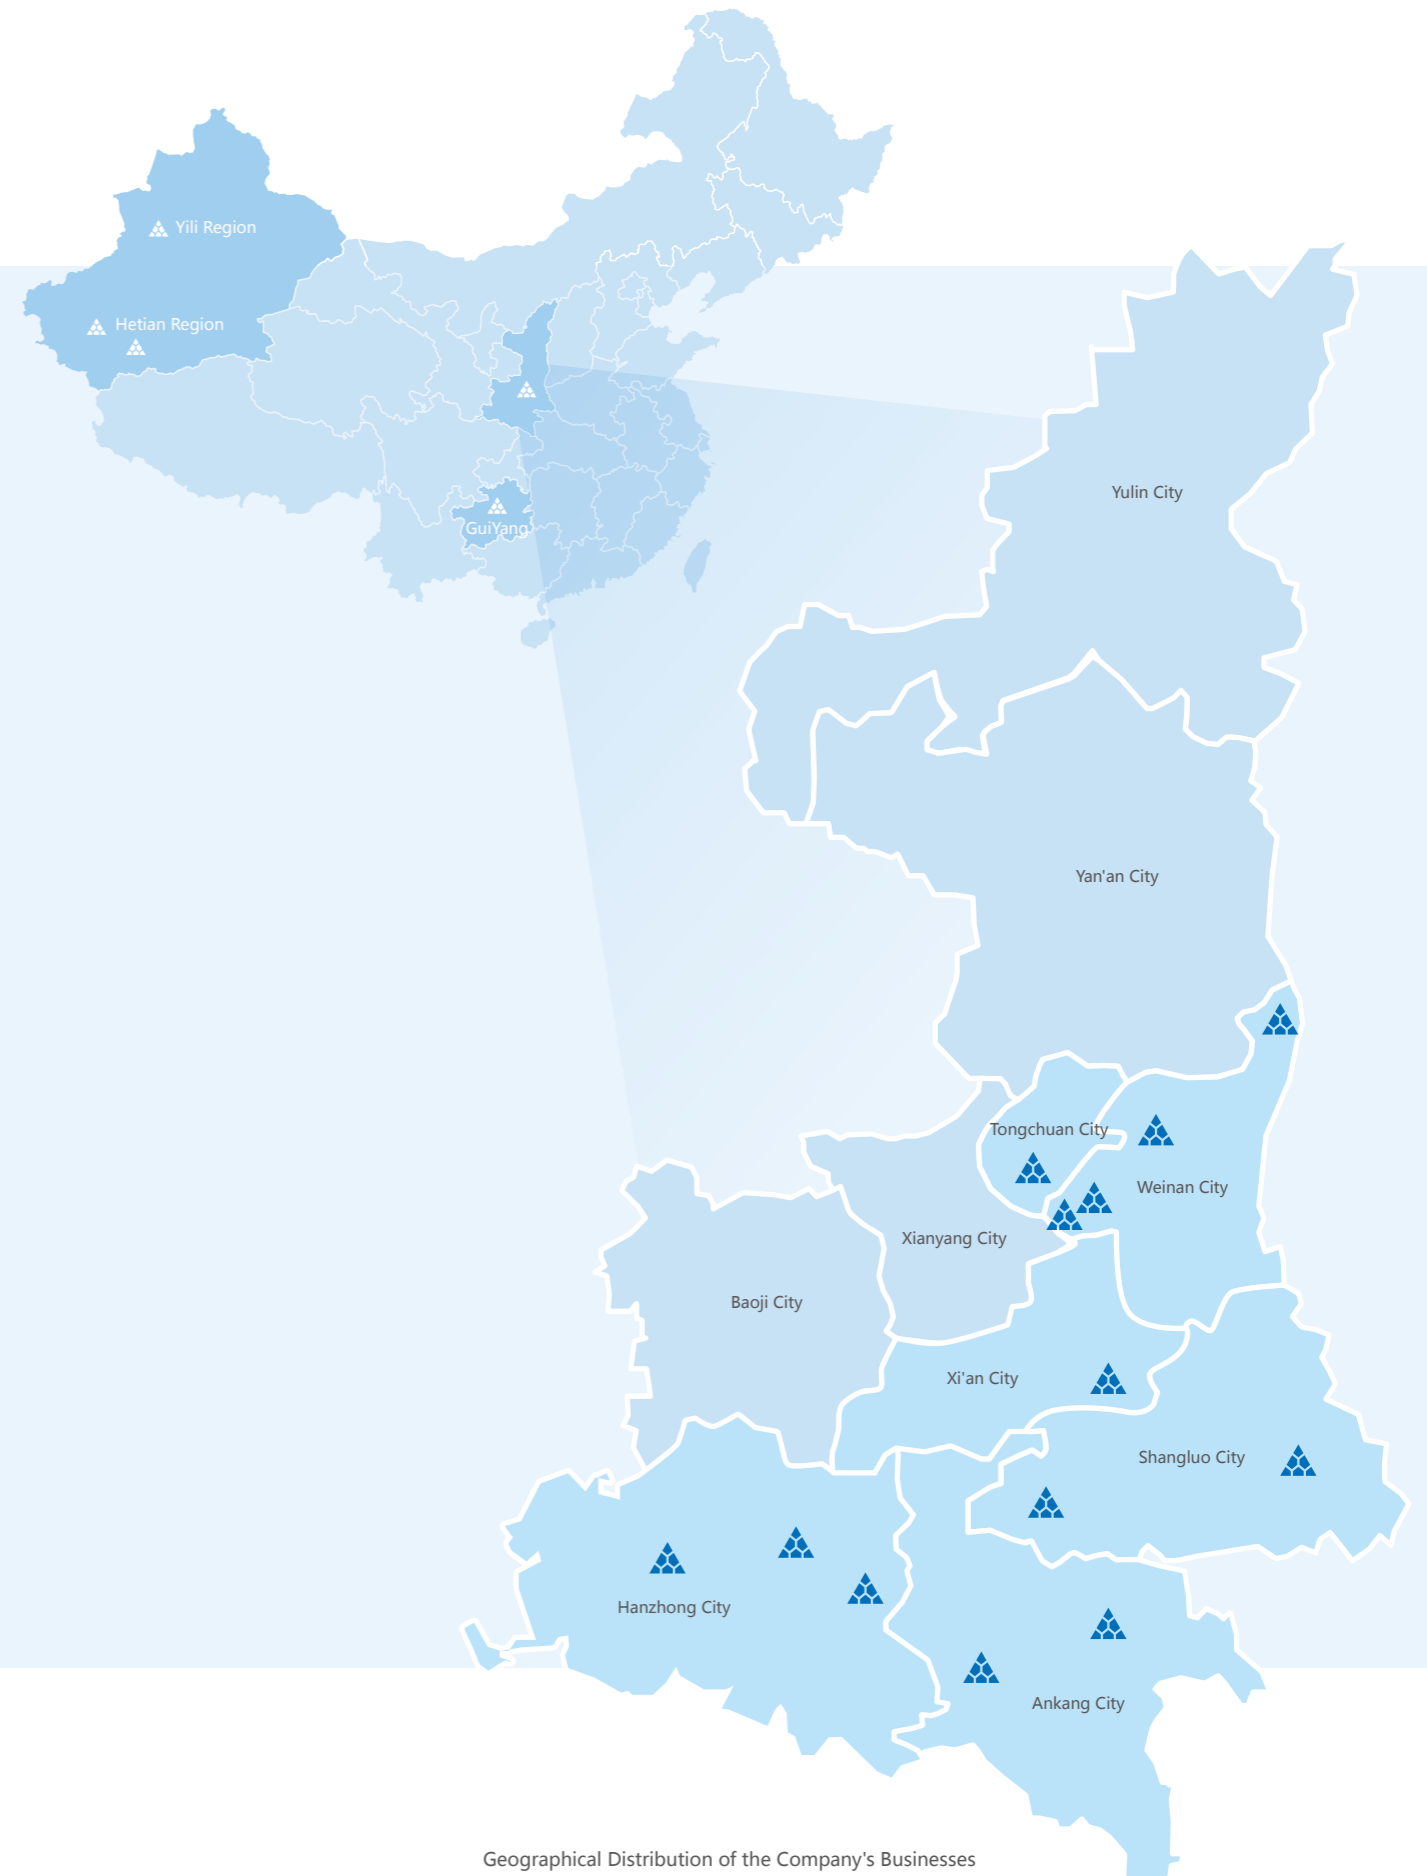 Yili Region
Hetian Region
GuiYang
Yulin City
Yan'an City
Tongchuan City
Weinan City
Xianyang City
Baoji City
Xi'an City
Shangluo City
Hanzhong City
Ankang City
Geographical Distribution of the Company's Businesses